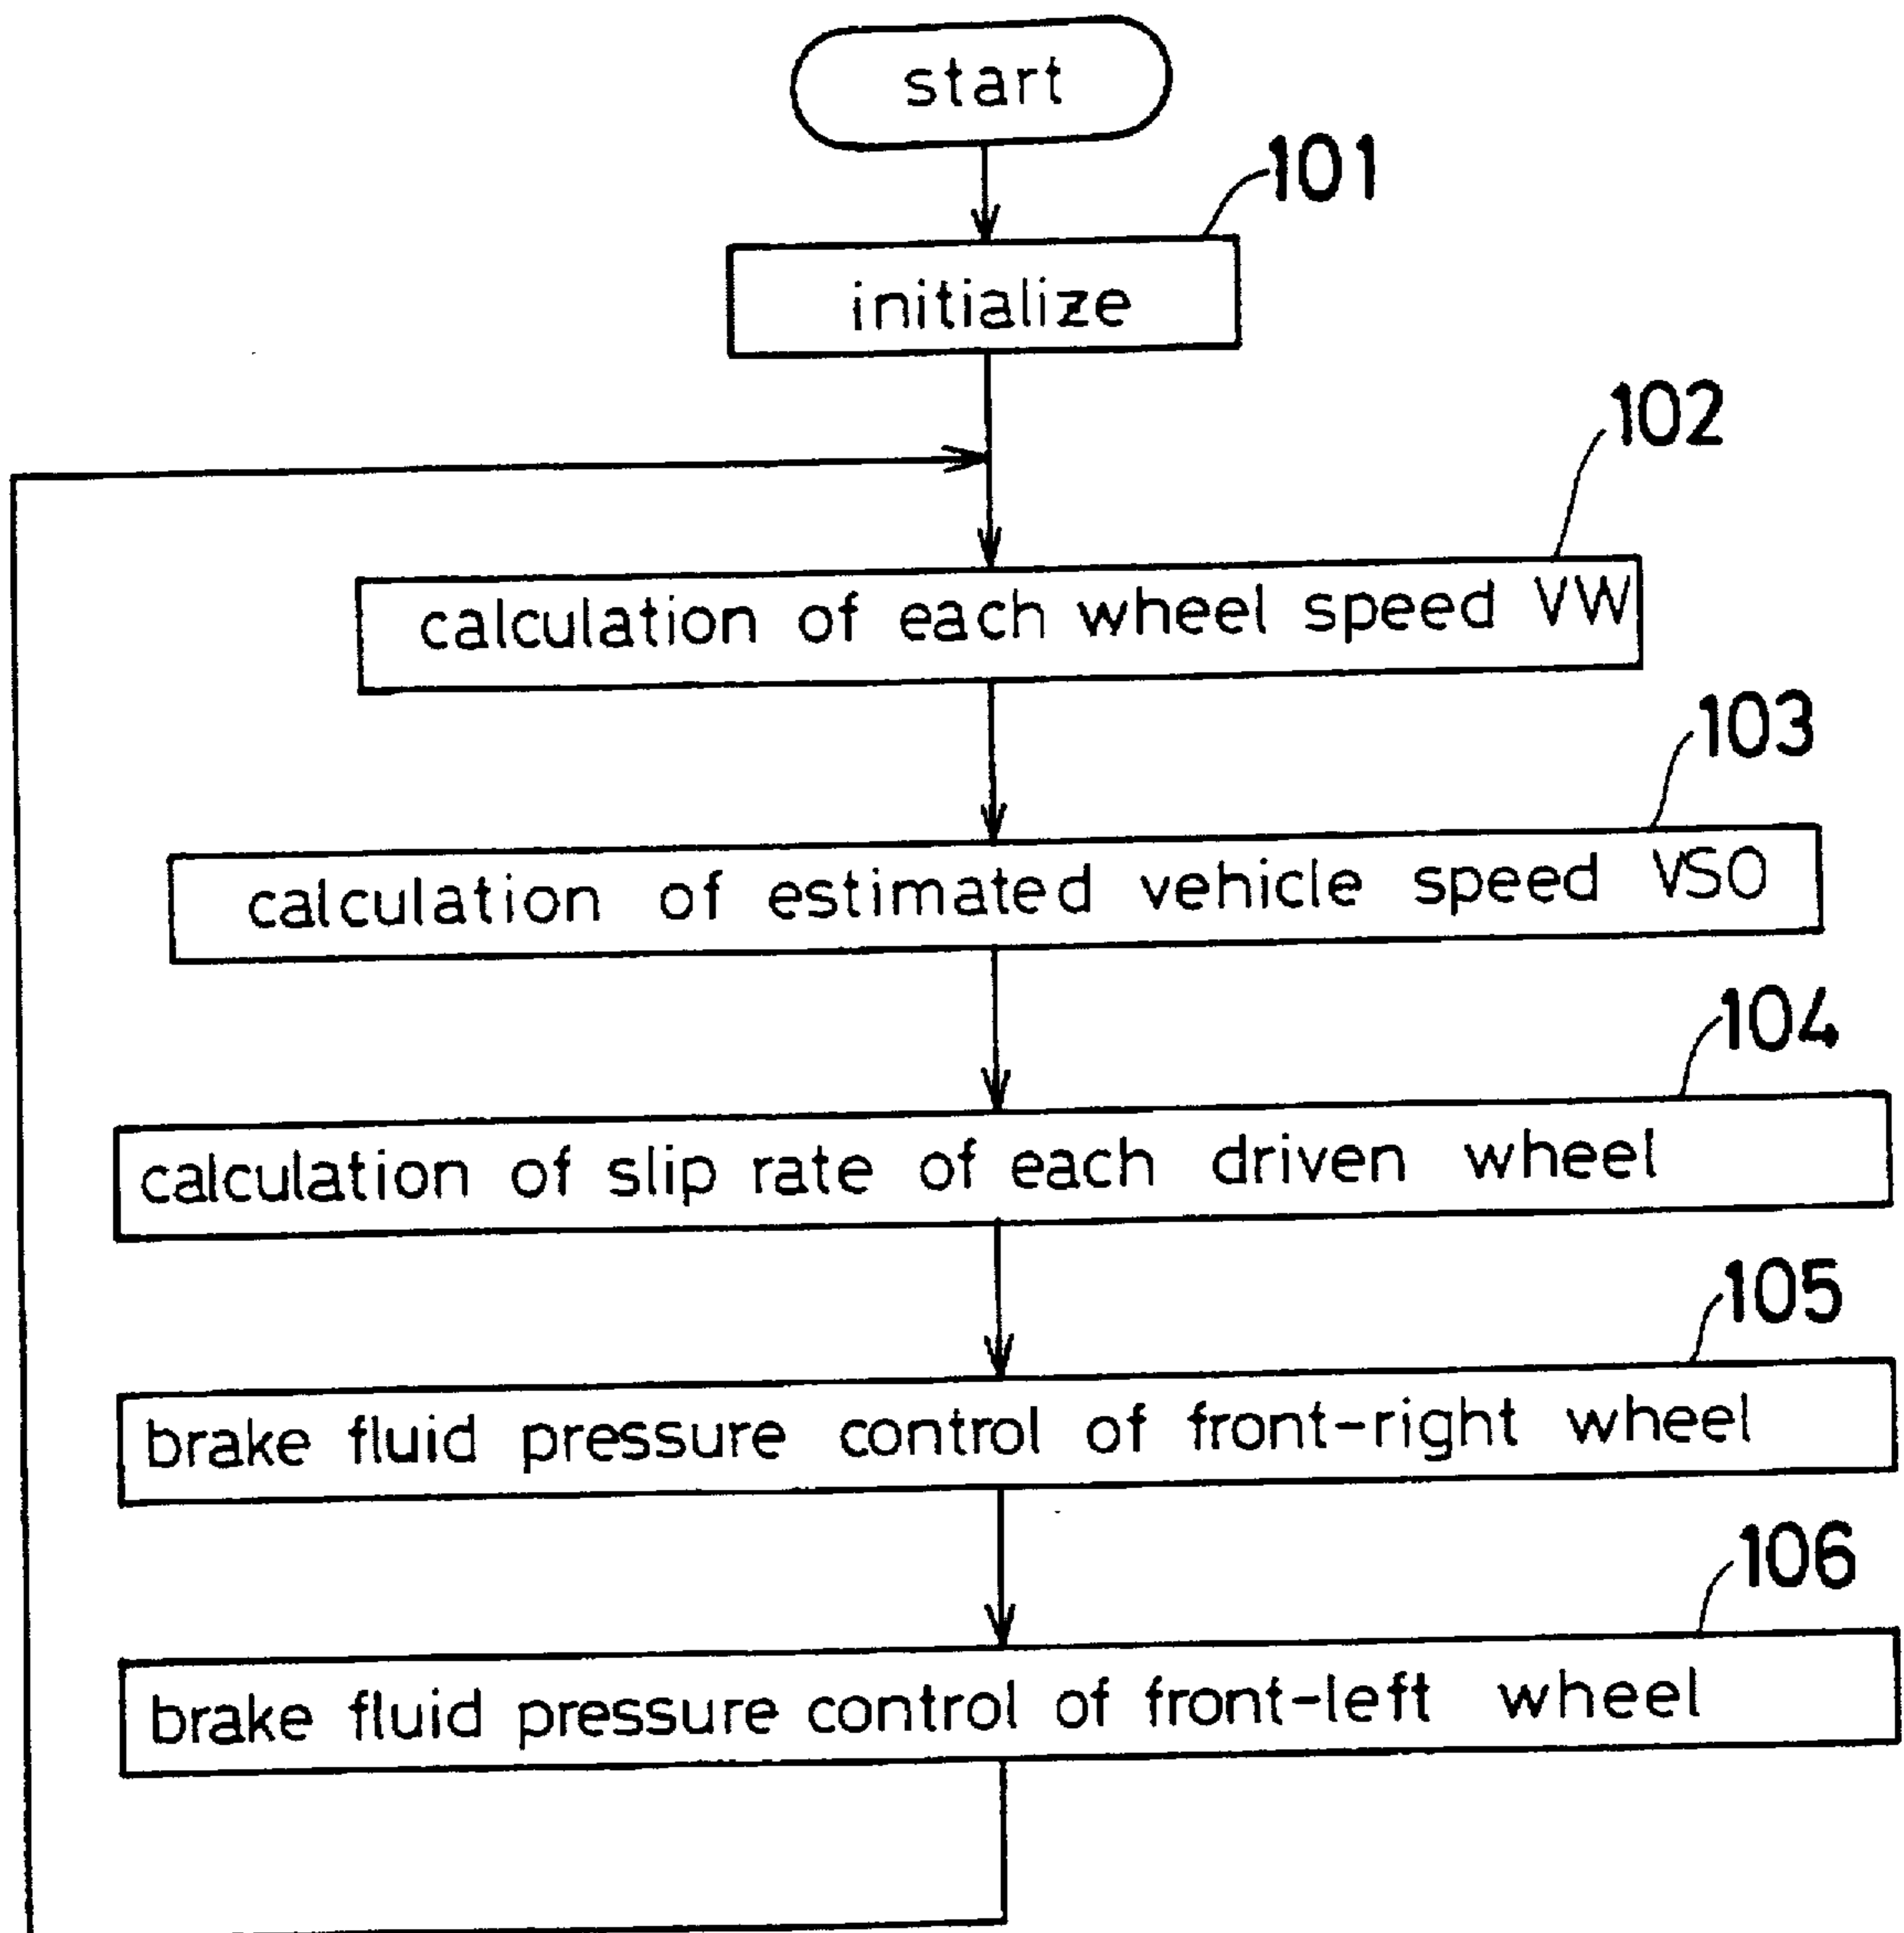 start
101
initialize
102
calculation of each wheel speed VW
103
calculation of estimated vehicle speed VSO
104
calculation of slip rate of each driven wheel
105
brake fluid pressure control of front-right wheel
106
brake fluid pressure control of front-left wheel